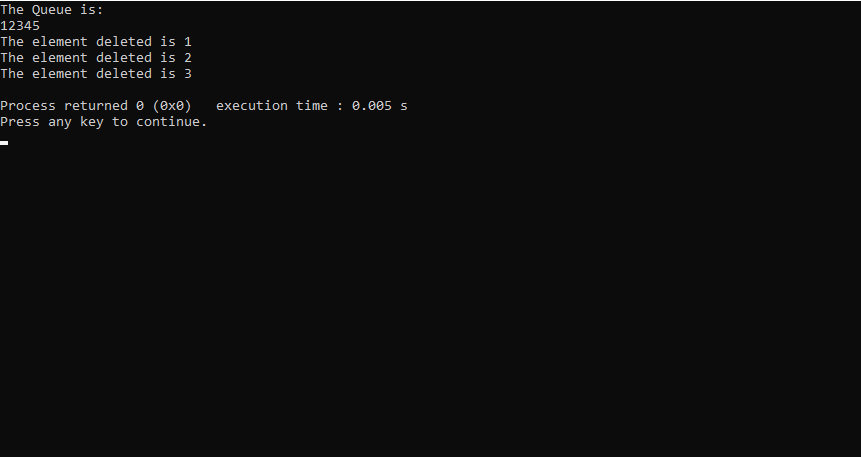 The Queue is:
12345
The element deleted is 1
The element deleted is 2
The element deleted is 3
Process returned 0 (0x0)   execution time : 0.005 s
Press any key to continue.